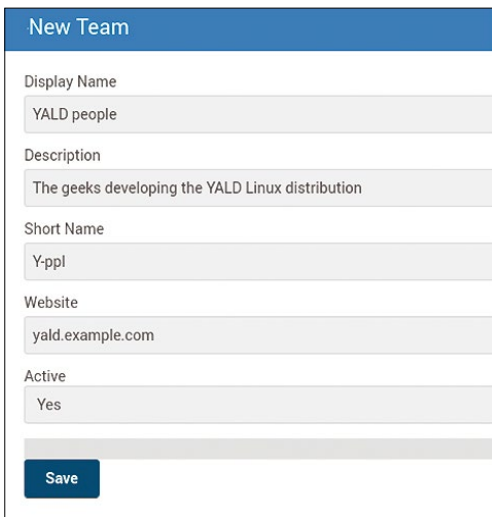 New Team
Display Name
YALD people
Description
The geeks developing the YALD Linux distribution
Short Name
Y-ppl
Website
yald.example.com
Active
Yes
Save